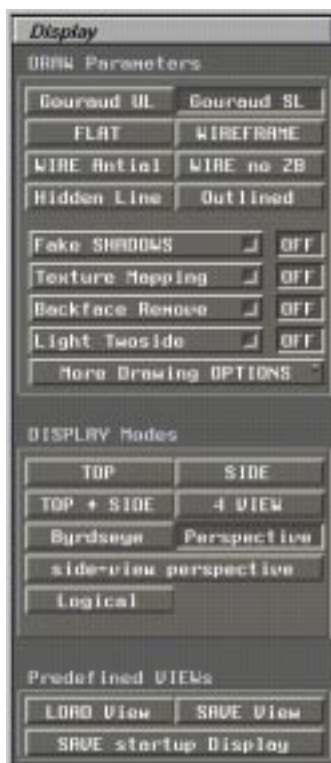 Display
DRAW Parameters
Gouraud UL Gouraud SL
FLAT WIREFRAME
WIRE Antial WIRE no ZB
Hidden Line Outlined
Fake SHADOWS OFF
Texture Mapping OFF
Backface Remove OFF
Light Twoside OFF
More Drawing OPTIONS
DISPLAY Modes
TOP SIDE
TOP + SIDE 4 VIEW
Byrdseye Perspective
side-view perspective
Logical
Predefined VIEWs
LOAD View SAVE View
SAVE startup Display